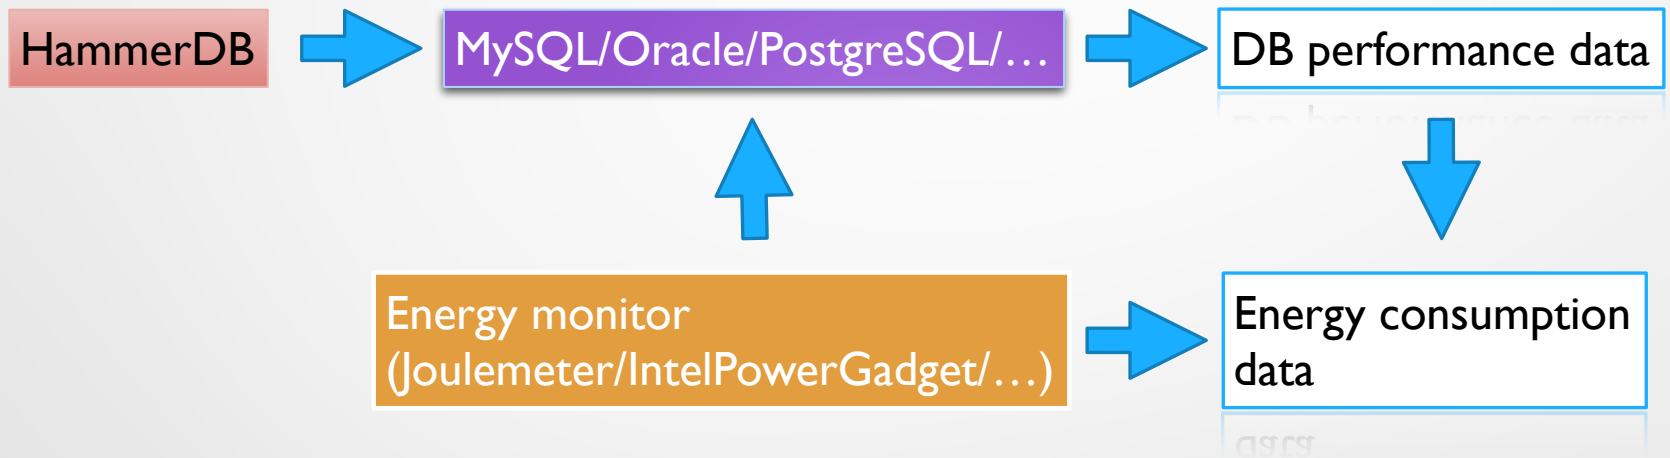 HammerDB
MySQL/Oracle/PostgreSQL/…
DB performance data
Energy monitor
(Joulemeter/IntelPowerGadget/…)
Energy consumption
data